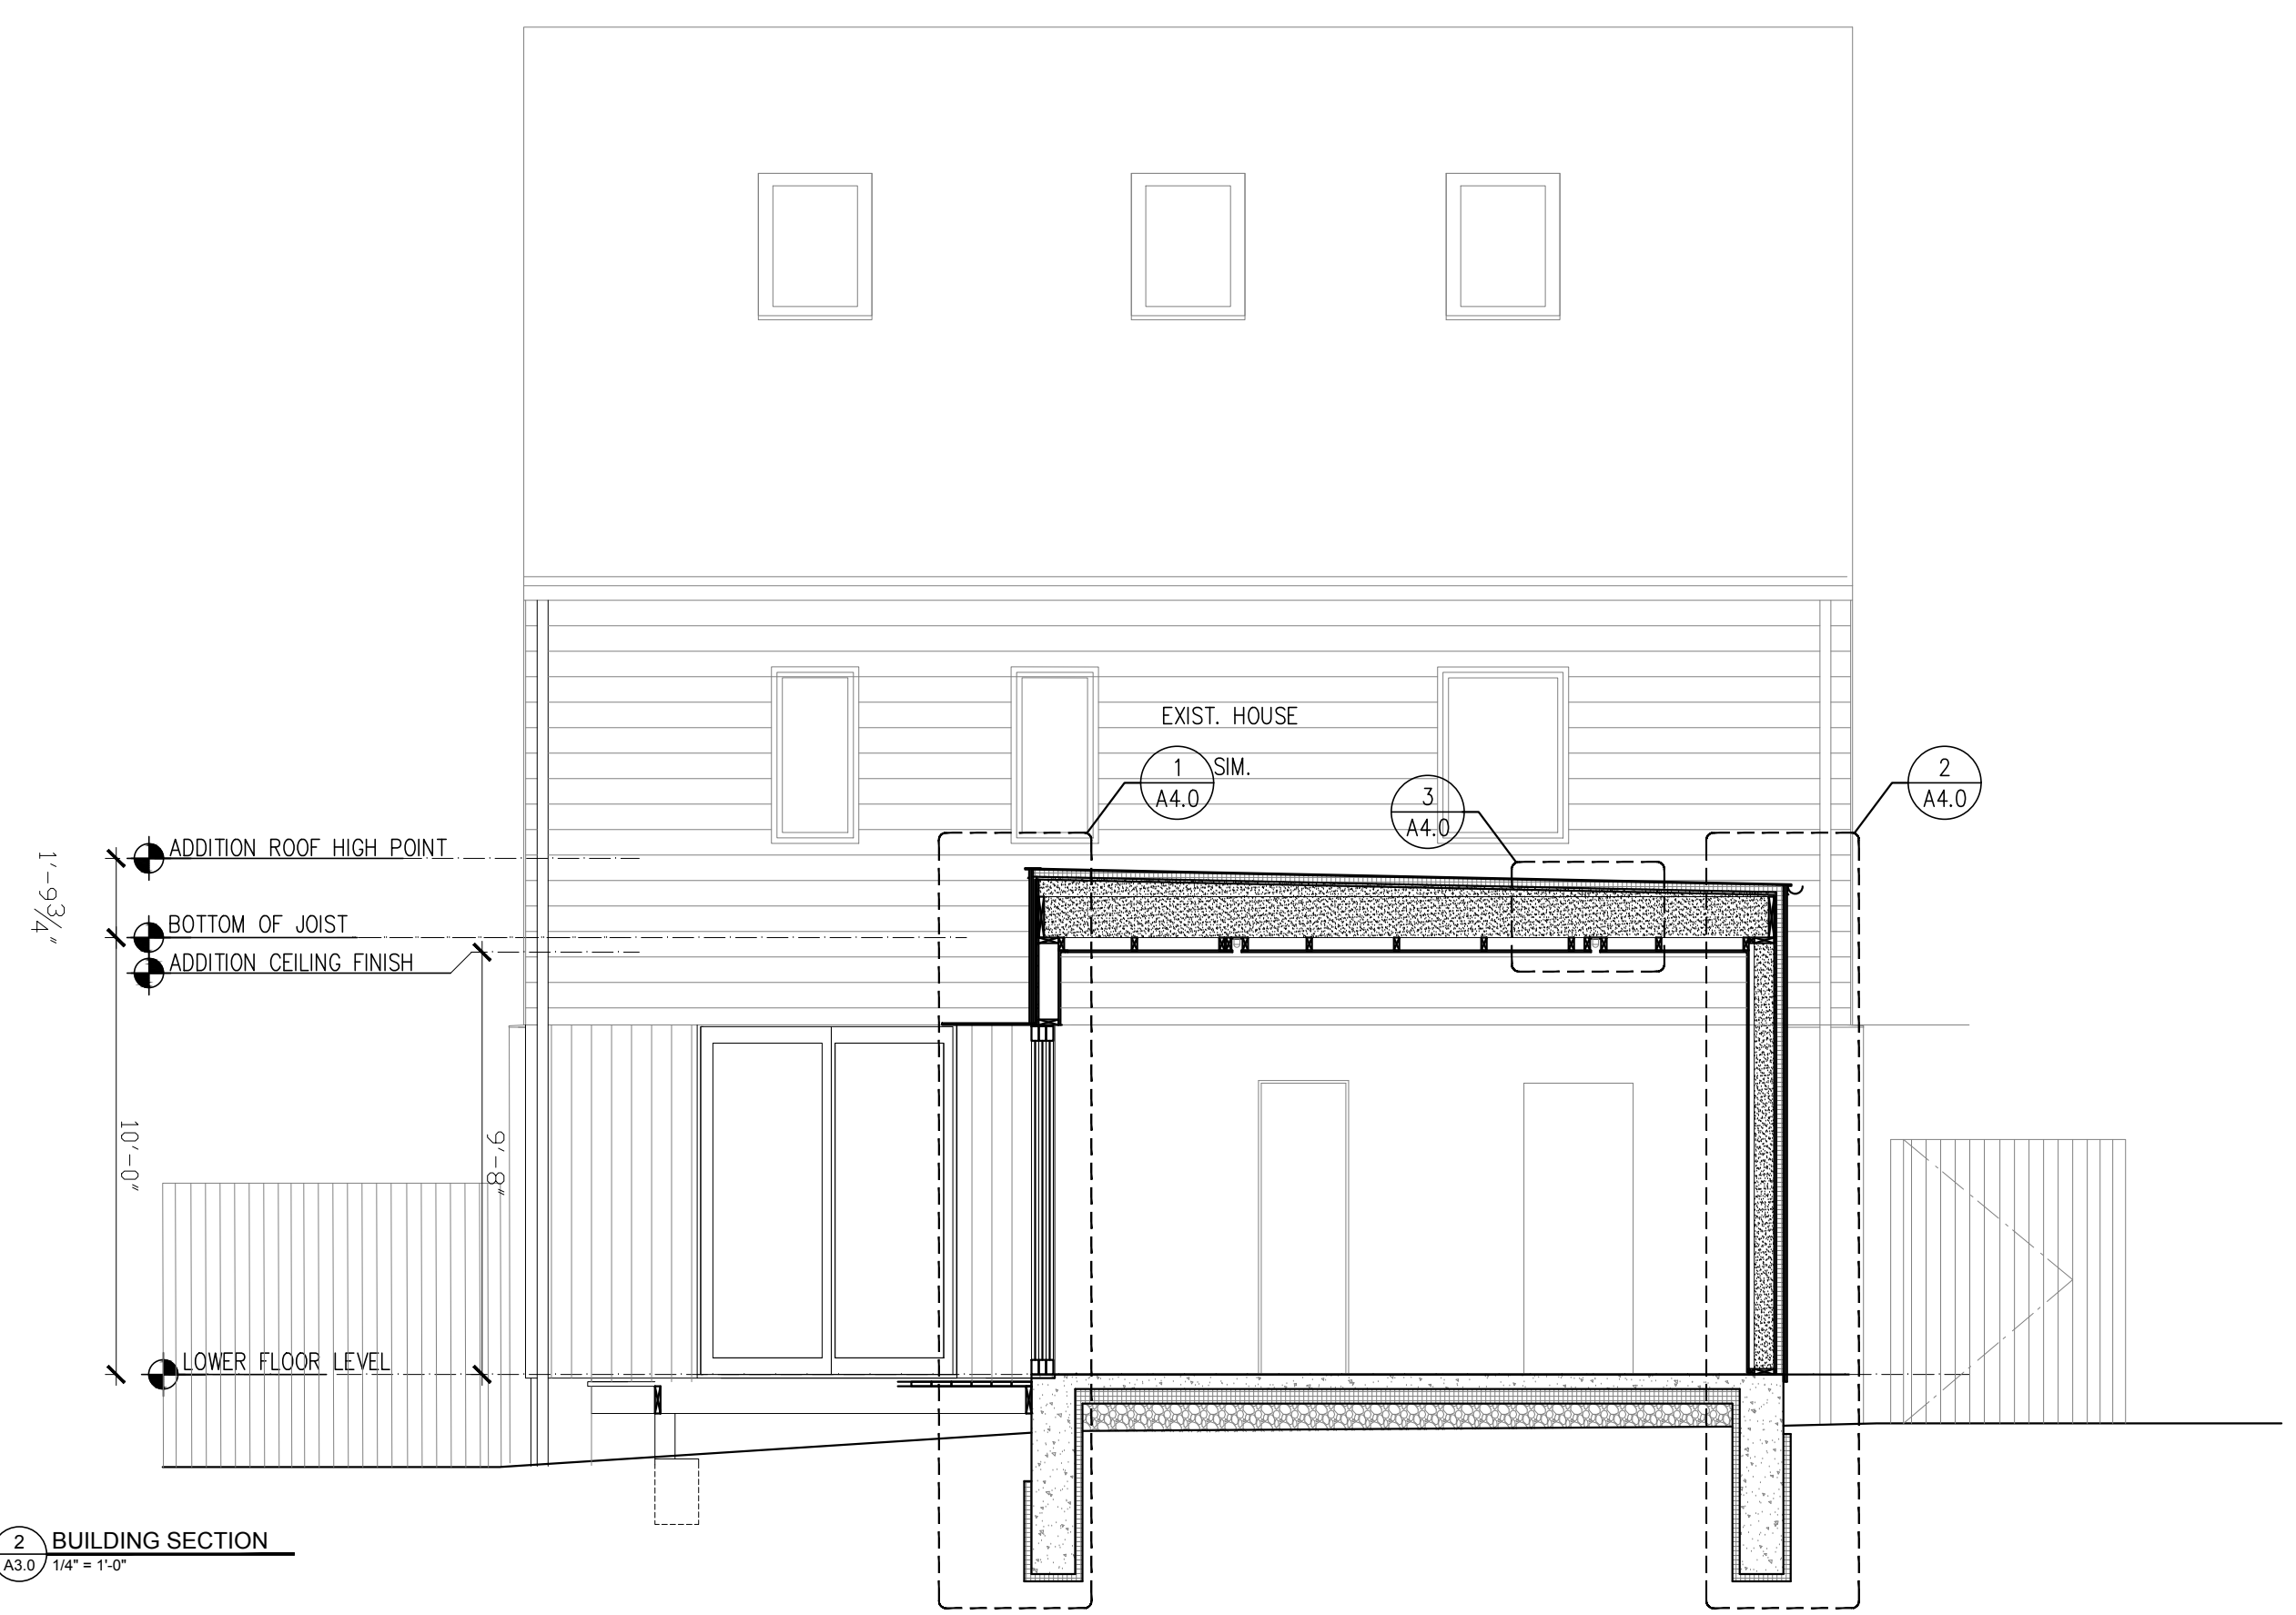 EXIST. HOUSE
1 SIM.
A4.0
2
A4.0
3
A4.0
ADDITION ROOF HIGH POINT
1'-9 3/4"
BOTTOM OF JOIST
ADDITION CEILING FINISH
10'-0"
9'-8"
LOWER FLOOR LEVEL
2 BUILDING SECTION
A3.0 1/4" = 1'-0"